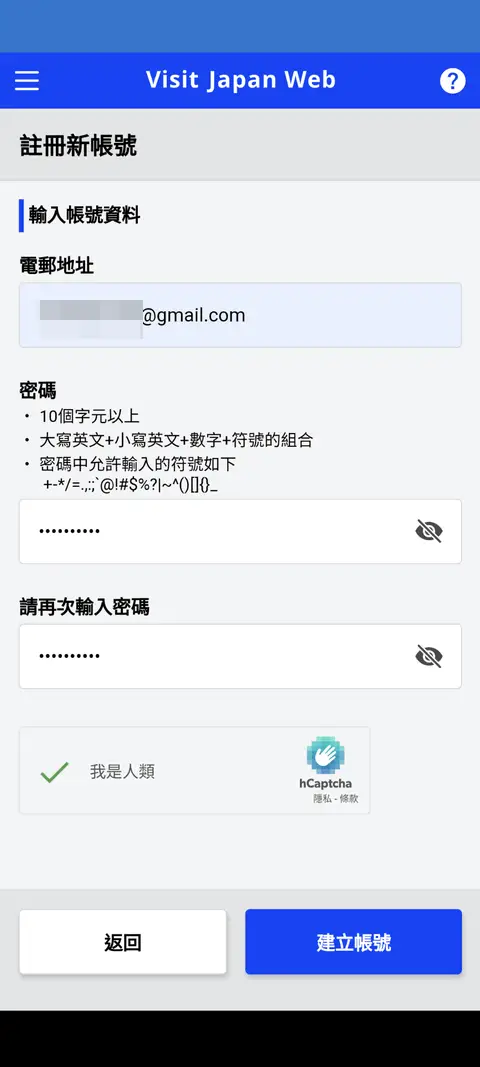 Visit Japan Web
?
註冊新帳號
輸入帳號資料
電郵地址
@gmail.com
密碼
・ 10個字元以上
・ 大寫英文+小寫英文+數字+符號的組合
・ 密碼中允許輸入的符號如下
+-*/=.,:;`@!#$%?|~^()[]{}_
••••••••••
請再次輸入密碼
••••••••••
我是人類
hCaptcha
隱私 - 條款
返回
建立帳號